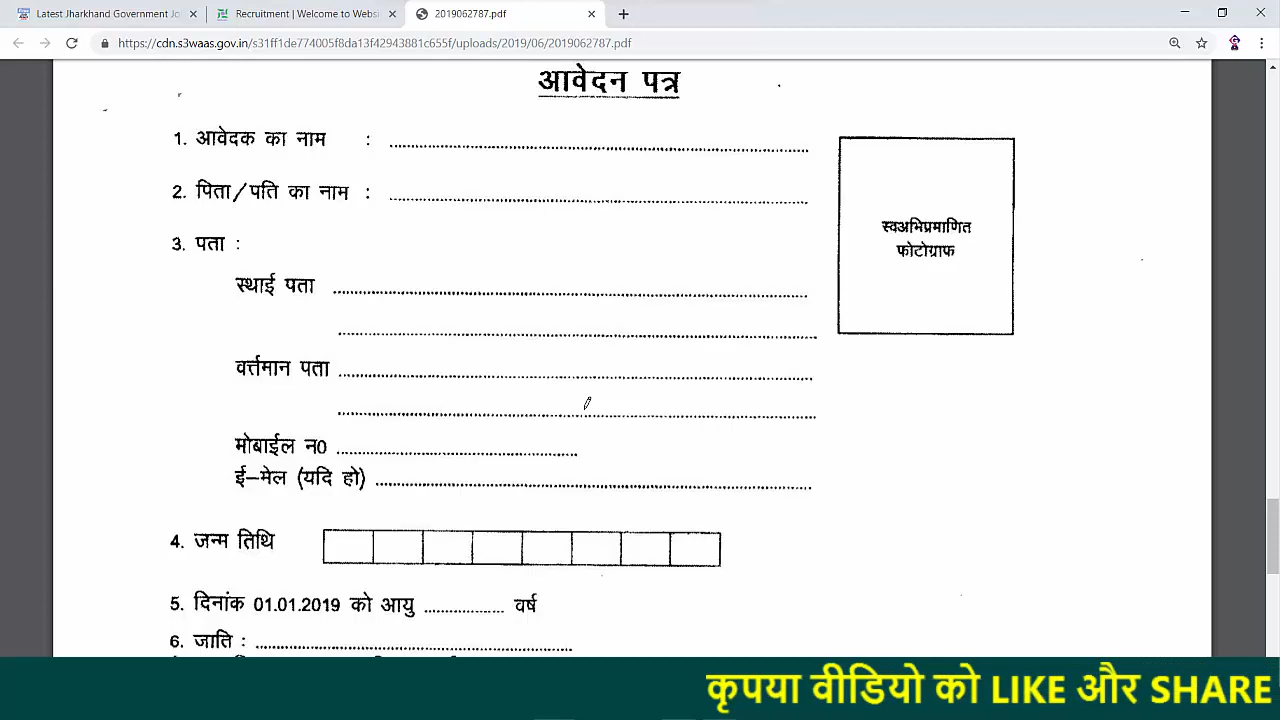 Latest Jharkhand Government Jo
Recruitment | Welcome to Websi
2019062787.pdf
https://cdn.s3waas.gov.in/s31ff1de774005f8da13f42943881c655f/uploads/2019/06/2019062787.pdf
आवेदन पत्र
1. आवेदक का नाम :
2. पिता/पति का नाम :
स्वअभिप्रमाणित
फोटोग्राफ
3. पता :
स्थाई पता
वर्त्तमान पता
मोबाईल न0
ई–मेल (यदि हो)
4. जन्म तिथि
5. दिनांक 01.01.2019 को आयु ............... वर्ष
6. जाति :
कृपया वीडियो को LIKE और SHARE